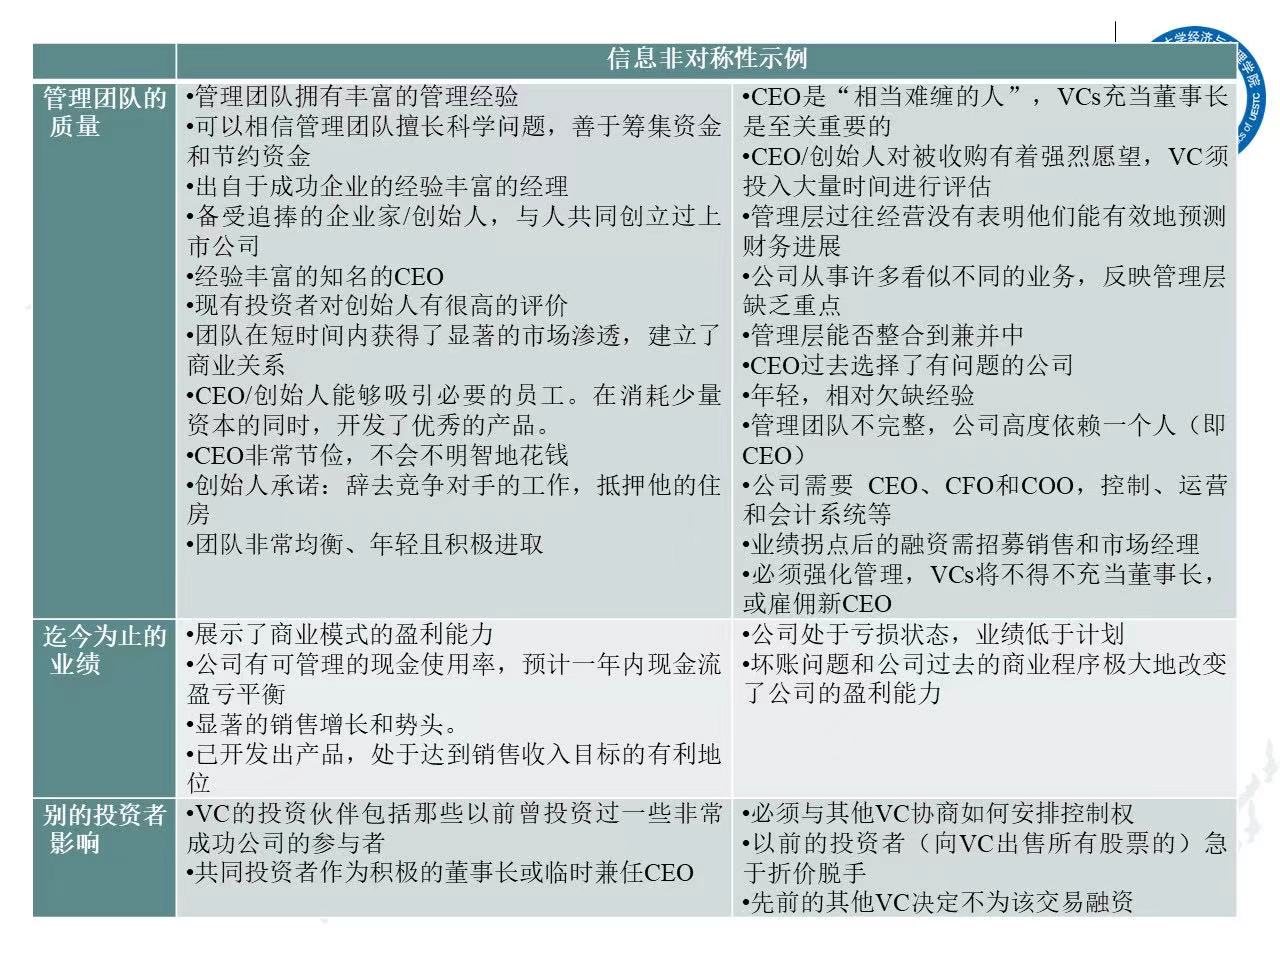 信息非对称性示例
管理团队的
质量
•管理团队拥有丰富的管理经验
•可以相信管理团队擅长科学问题，善于筹集资金
和节约资金
•出自于成功企业的经验丰富的经理
•备受追捧的企业家/创始人，与人共同创立过上
市公司
•经验丰富的知名的CEO
•现有投资者对创始人有很高的评价
•团队在短时间内获得了显著的市场渗透，建立了
商业关系
•CEO/创始人能够吸引必要的员工。在消耗少量
资本的同时，开发了优秀的产品。
•CEO非常节俭，不会不明智地花钱
•创始人承诺：辞去竞争对手的工作，抵押他的住
房
•团队非常均衡、年轻且积极进取
•CEO是“相当难缠的人”，VCs充当董事长
是至关重要的
•CEO/创始人对被收购有着强烈愿望，VC须
投入大量时间进行评估
•管理层过往经营没有表明他们能有效地预测
财务进展
•公司从事许多看似不同的业务，反映管理层
缺乏重点
•管理层能否整合到兼并中
•CEO过去选择了有问题的公司
•年轻，相对欠缺经验
•管理团队不完整，公司高度依赖一个人（即
CEO）
•公司需要 CEO、CFO和COO，控制、运营
和会计系统等
•业绩拐点后的融资需招募销售和市场经理
•必须强化管理，VCs将不得不充当董事长，
或雇佣新CEO
迄今为止的
业绩
•展示了商业模式的盈利能力
•公司有可管理的现金使用率，预计一年内现金流
盈亏平衡
•显著的销售增长和势头。
•已开发出产品，处于达到销售收入目标的有利地
位
•公司处于亏损状态，业绩低于计划
•坏账问题和公司过去的商业程序极大地改变
了公司的盈利能力
别的投资者
影响
•VC的投资伙伴包括那些以前曾投资过一些非常
成功公司的参与者
•共同投资者作为积极的董事长或临时兼任CEO
•必须与其他VC协商如何安排控制权
•以前的投资者（向VC出售所有股票的）急
于折价脱手
•先前的其他VC决定不为该交易融资
大学经济与
理学院
of UESTC